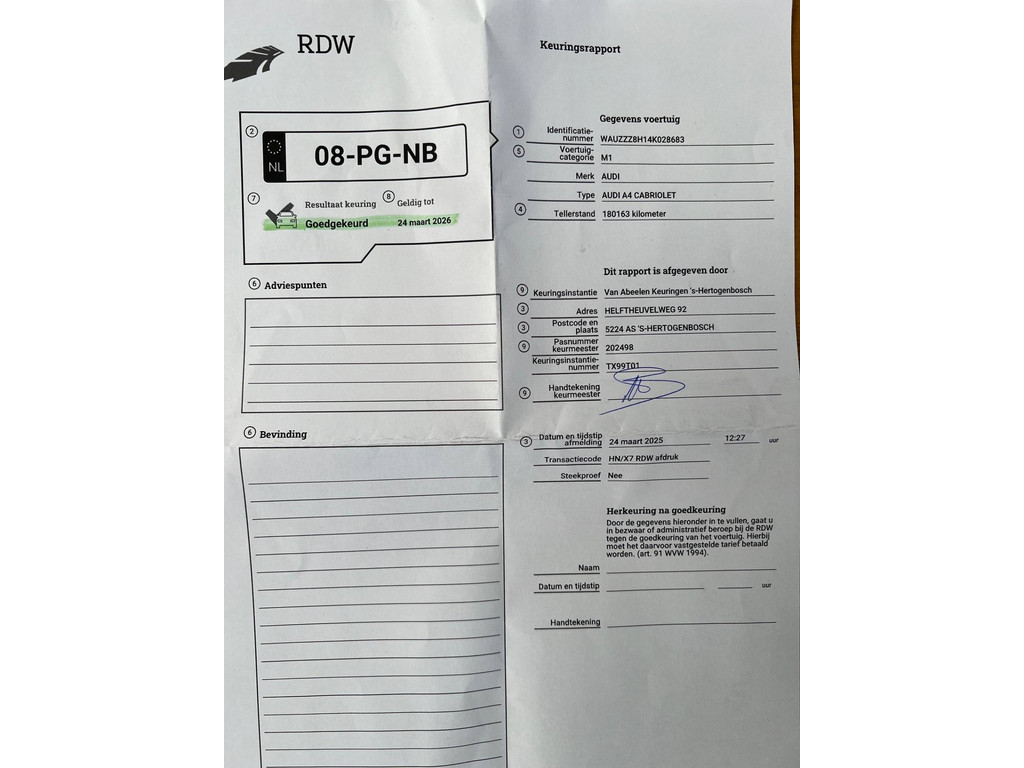 RDW
Keuringsrapport
2
NL
08-PG-NB
7
Resultaat keuring
Goedgekeurd
8
Geldig tot
24 maart 2026
6 Adviespunten
6 Bevinding
Gegevens voertuig
1 Identificatie-
nummer WAUZZZ8H14K028683
5 Voertuig-
categorie M1
Merk AUDI
Type AUDI A4 CABRIOLET
4 Tellerstand 180163 kilometer
Dit rapport is afgegeven door
9 Keuringsinstantie Van Abeelen Keuringen 's-Hertogenbosch
3 Adres HELFTHEUVELWEG 92
3 Postcode en
plaats 5224 AS 'S-HERTOGENBOSCH
9 Pasnummer
keurmeester 202498
Keuringsinstantie-
nummer TX99T01
9 Handtekening
keurmeester
3 Datum en tijdstip
afmelding 24 maart 2025 12:27 uur
Transactiecode HN/X7 RDW afdruk
Steekproef Nee
Herkeuring na goedkeuring
Door de gegevens hieronder in te vullen, gaat u
in bezwaar of administratief beroep bij de RDW
tegen de goedkeuring van het voertuig. Hierbij
moet het daarvoor vastgestelde tarief betaald
worden. (art. 91 WVW 1994).
Naam
Datum en tijdstip uur
Handtekening